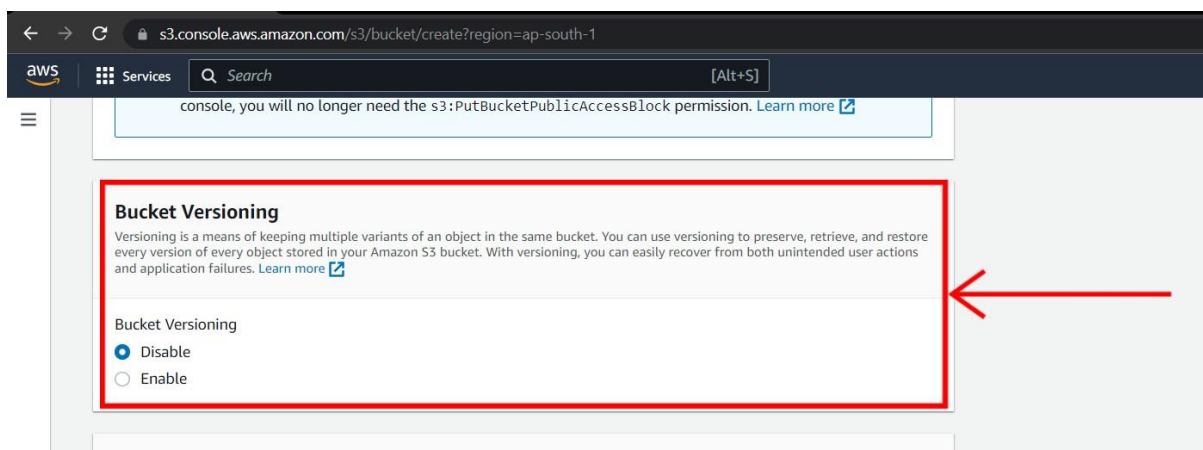 s3.console.aws.amazon.com/s3/bucket/create?region=ap-south-1
aws Services Search [Alt+S]
console, you will no longer need the s3:PutBucketPublicAccessBlock permission. Learn more
Bucket Versioning
Versioning is a means of keeping multiple variants of an object in the same bucket. You can use versioning to preserve, retrieve, and restore
every version of every object stored in your Amazon S3 bucket. With versioning, you can easily recover from both unintended user actions
and application failures. Learn more
Bucket Versioning
Disable
Enable